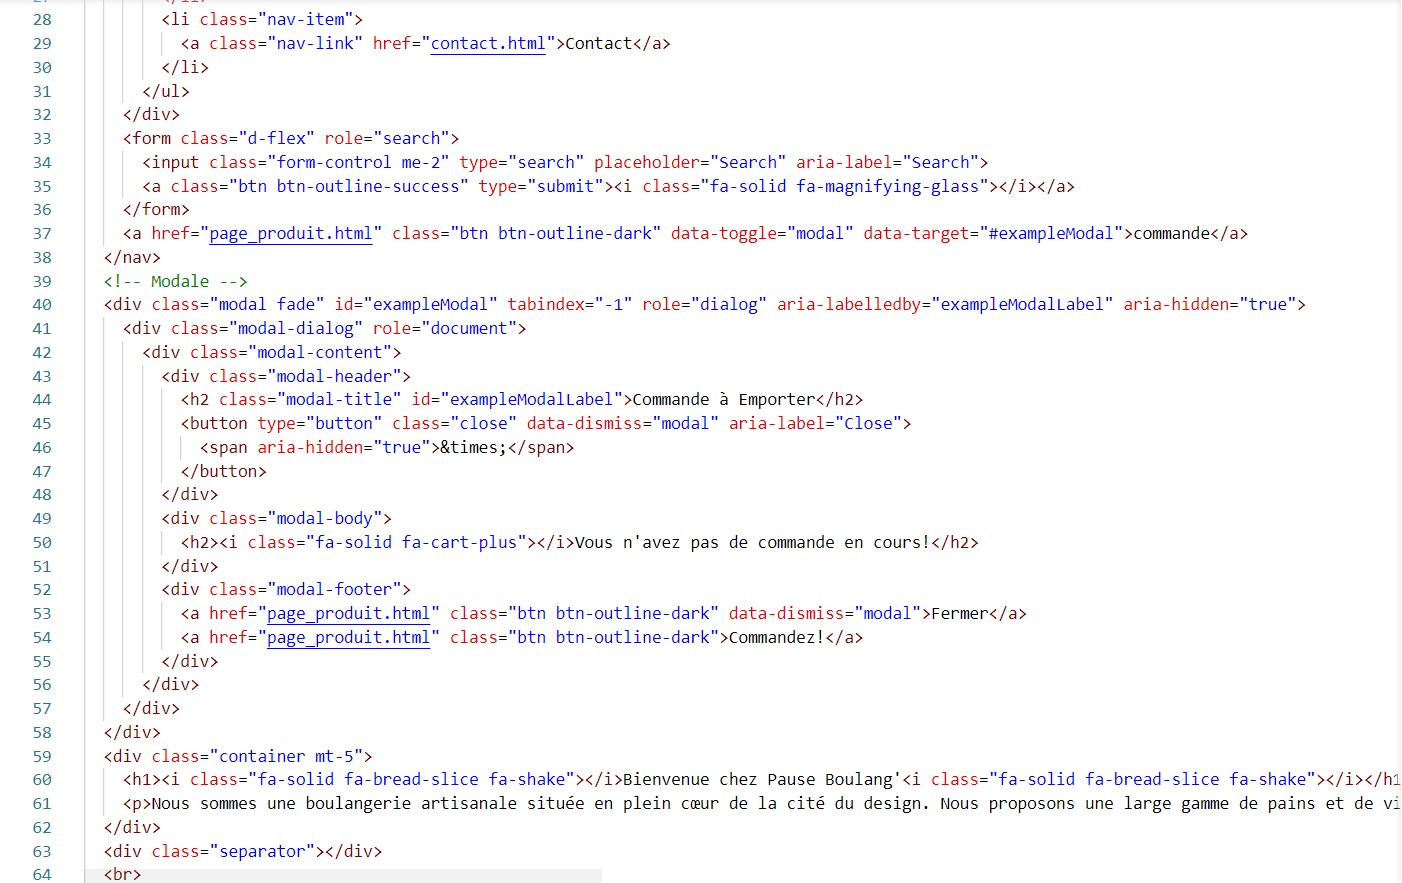 28 <li class="nav-item">
29 <a class="nav-link" href="contact.html">Contact</a>
30 </li>
31 </ul>
32 </div>
33 <form class="d-flex" role="search">
34 <input class="form-control me-2" type="search" placeholder="Search" aria-label="Search">
35 <a class="btn btn-outline-success" type="submit"><i class="fa-solid fa-magnifying-glass"></i></a>
36 </form>
37 <a href="page_produit.html" class="btn btn-outline-dark" data-toggle="modal" data-target="#exampleModal">commande</a>
38 </nav>
39 <!-- Modale -->
40 <div class="modal fade" id="exampleModal" tabindex="-1" role="dialog" aria-labelledby="exampleModalLabel" aria-hidden="true">
41 <div class="modal-dialog" role="document">
42 <div class="modal-content">
43 <div class="modal-header">
44 <h2 class="modal-title" id="exampleModalLabel">Commande à Emporter</h2>
45 <button type="button" class="close" data-dismiss="modal" aria-label="Close">
46 <span aria-hidden="true">&times;</span>
47 </button>
48 </div>
49 <div class="modal-body">
50 <h2><i class="fa-solid fa-cart-plus"></i>Vous n'avez pas de commande en cours!</h2>
51 </div>
52 <div class="modal-footer">
53 <a href="page_produit.html" class="btn btn-outline-dark" data-dismiss="modal">Fermer</a>
54 <a href="page_produit.html" class="btn btn-outline-dark">Commandez!</a>
55 </div>
56 </div>
57 </div>
58 </div>
59 <div class="container mt-5">
60 <h1><i class="fa-solid fa-bread-slice fa-shake"></i>Bienvenue chez Pause Boulang'<i class="fa-solid fa-bread-slice fa-shake"></i></h1
61 <p>Nous sommes une boulangerie artisanale située en plein cœur de la cité du design. Nous proposons une large gamme de pains et de vi
62 </div>
63 <div class="separator"></div>
64 <br>